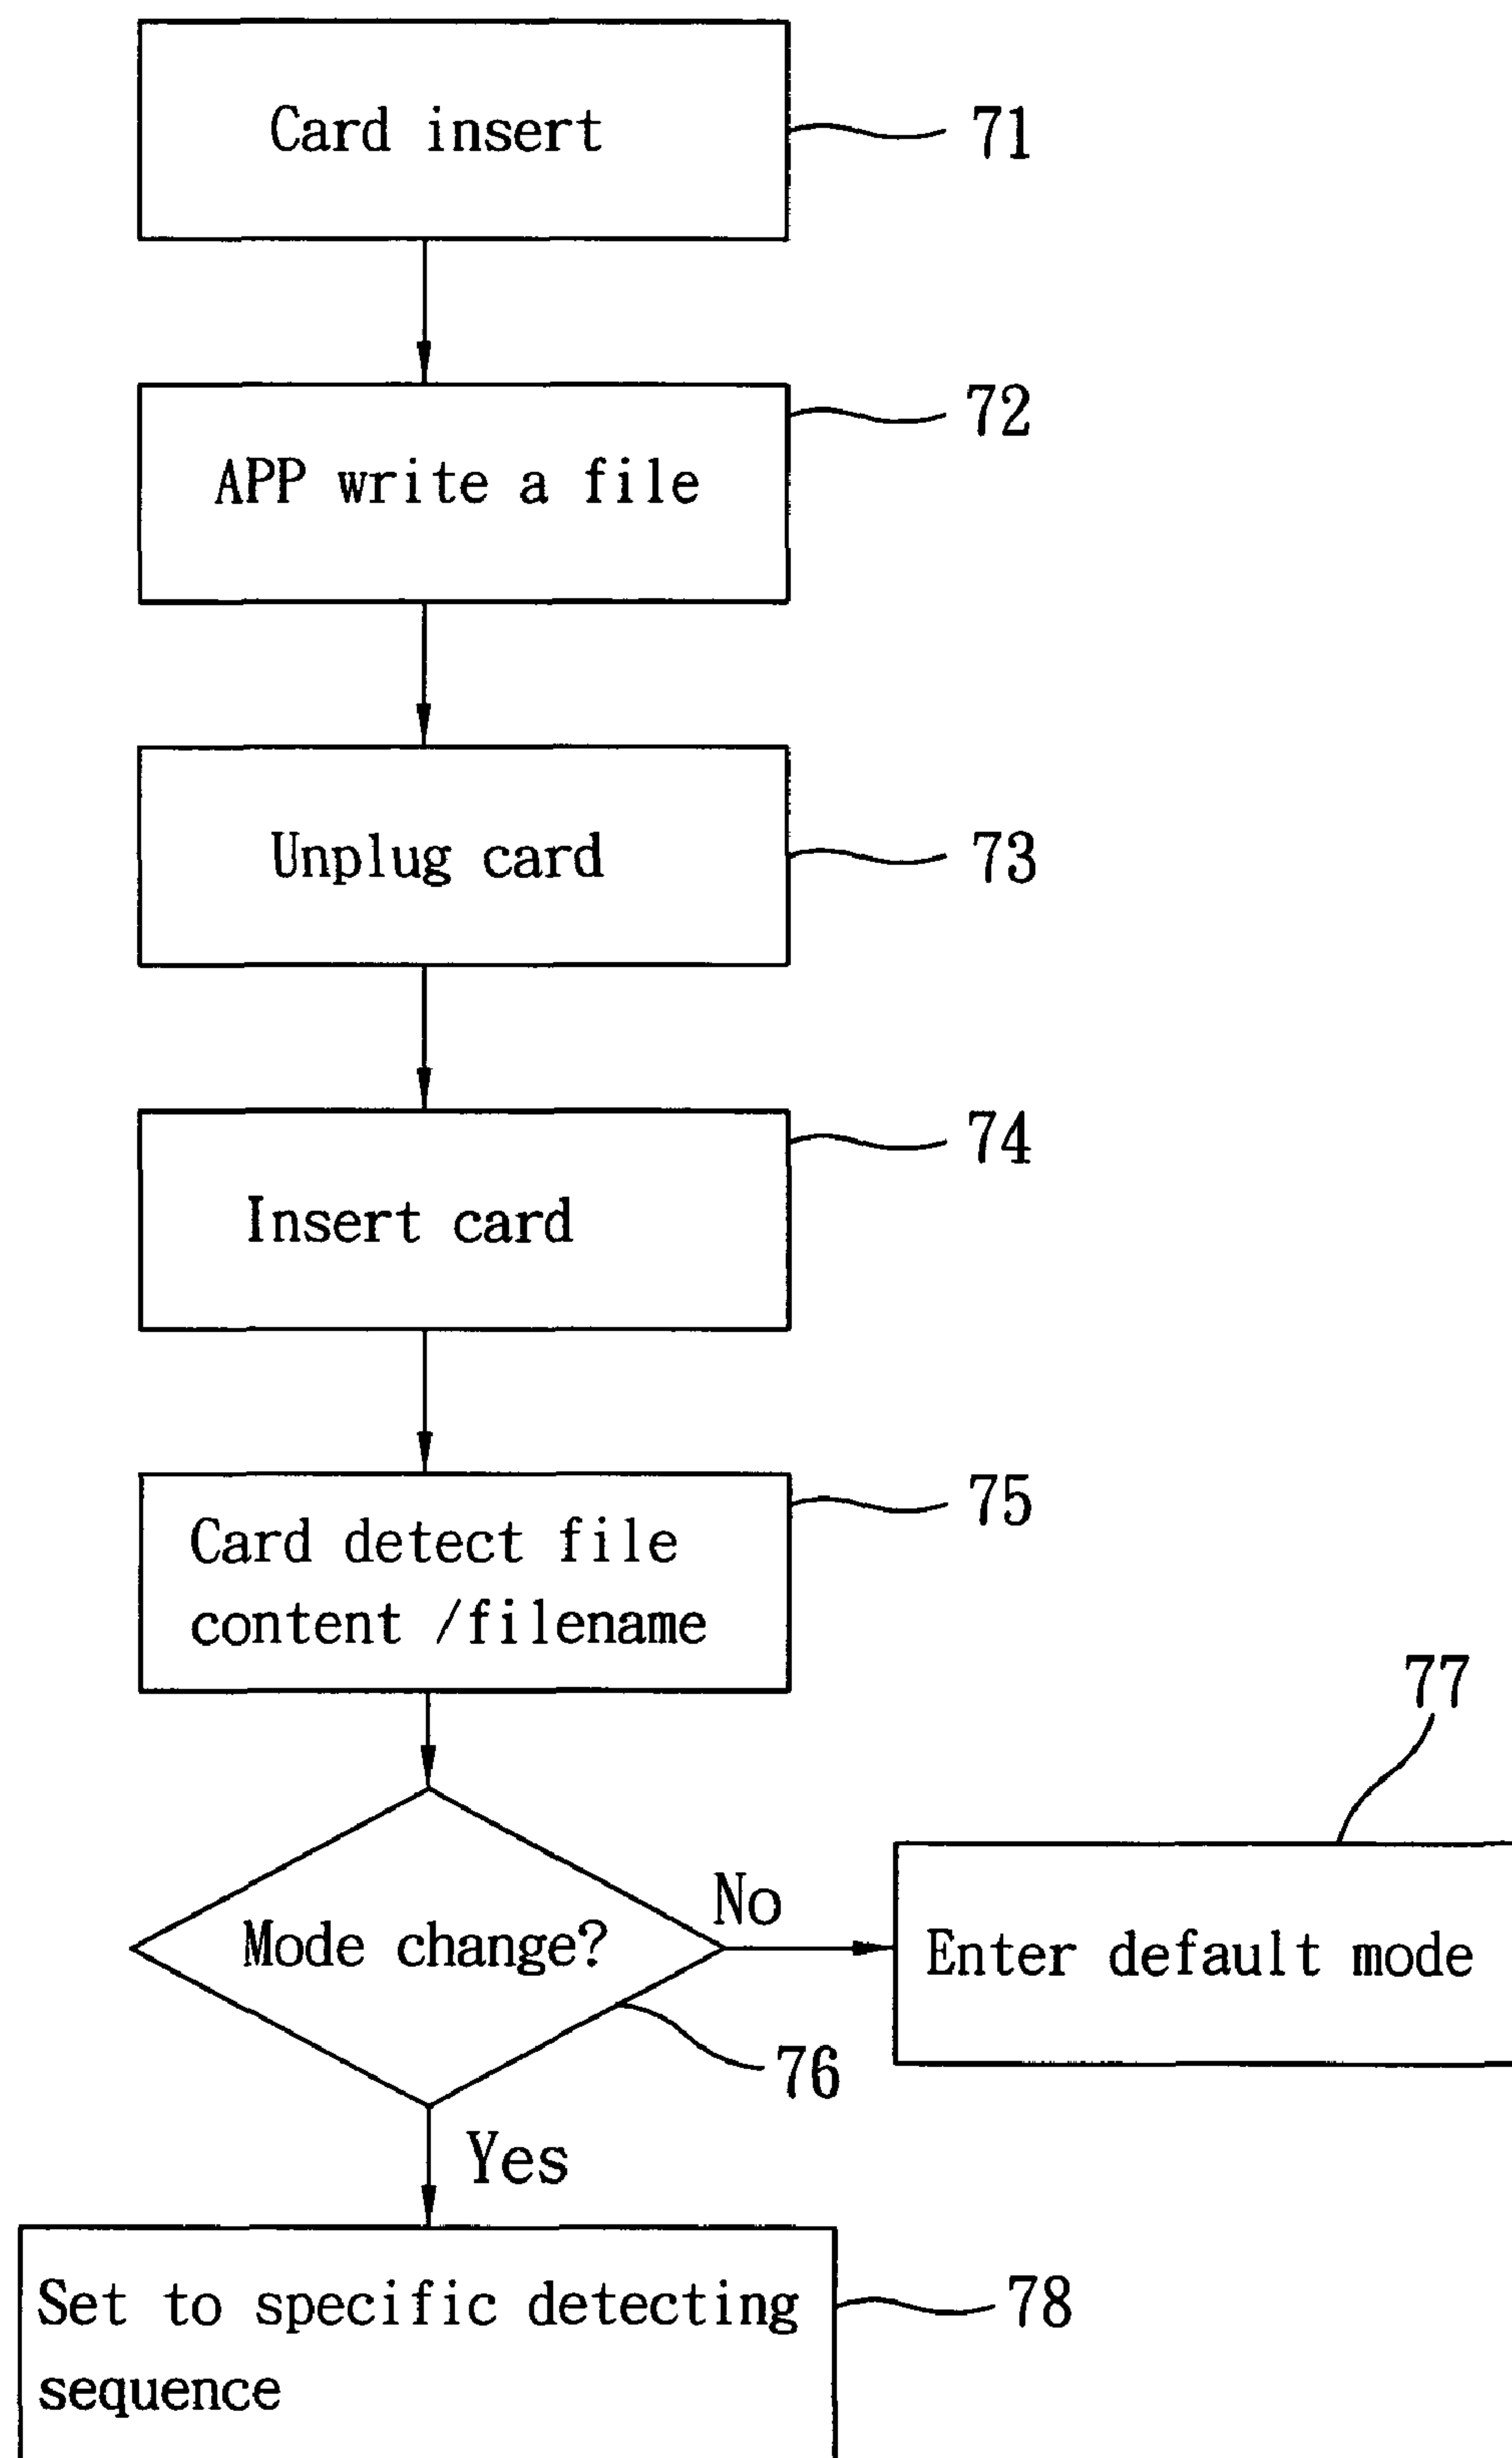 Card insert
71
APP write a file
72
Unplug card
73
Insert card
74
Card detect file
content /filename
75
Mode change?
76
No
Enter default mode
77
Yes
Set to specific detecting
sequence
78